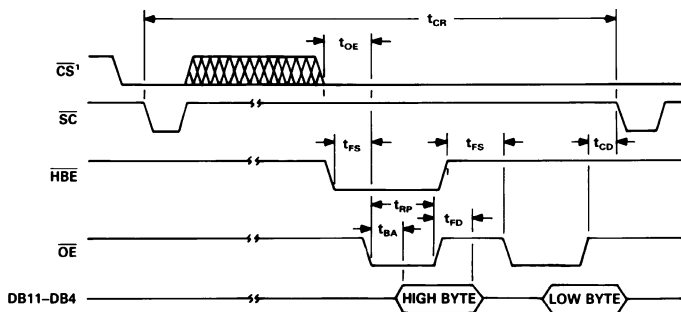 tCR
tOE
CS¹
SC
tFS
tFS
tCD
HBE
tRP
tBA
tFD
OE
DB11–DB4
HIGH BYTE
LOW BYTE